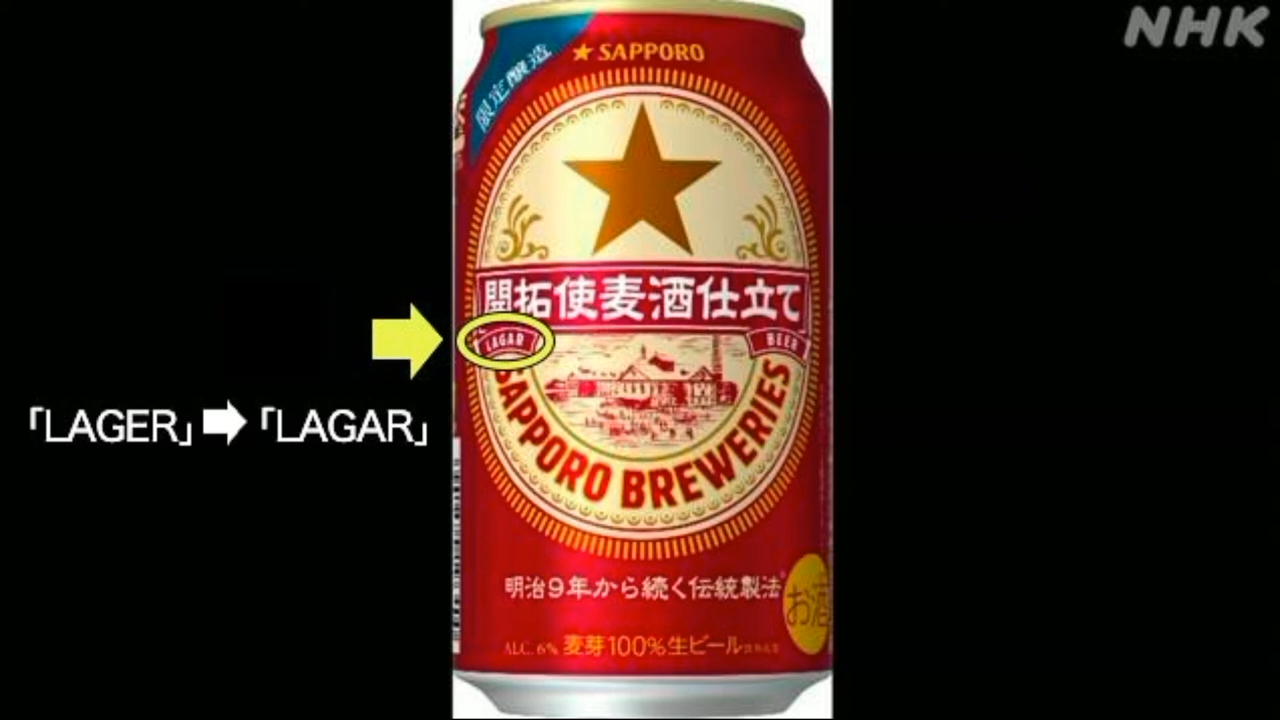 NHK
限定醸造
★ SAPPORO
開拓使麦酒仕立て
LAGAR
BEER
SAPPORO BREWERIES
「LAGER」➡「LAGAR」
明治9年から続く伝統製法
お酒
ALC. 6% 麦芽100%生ビール